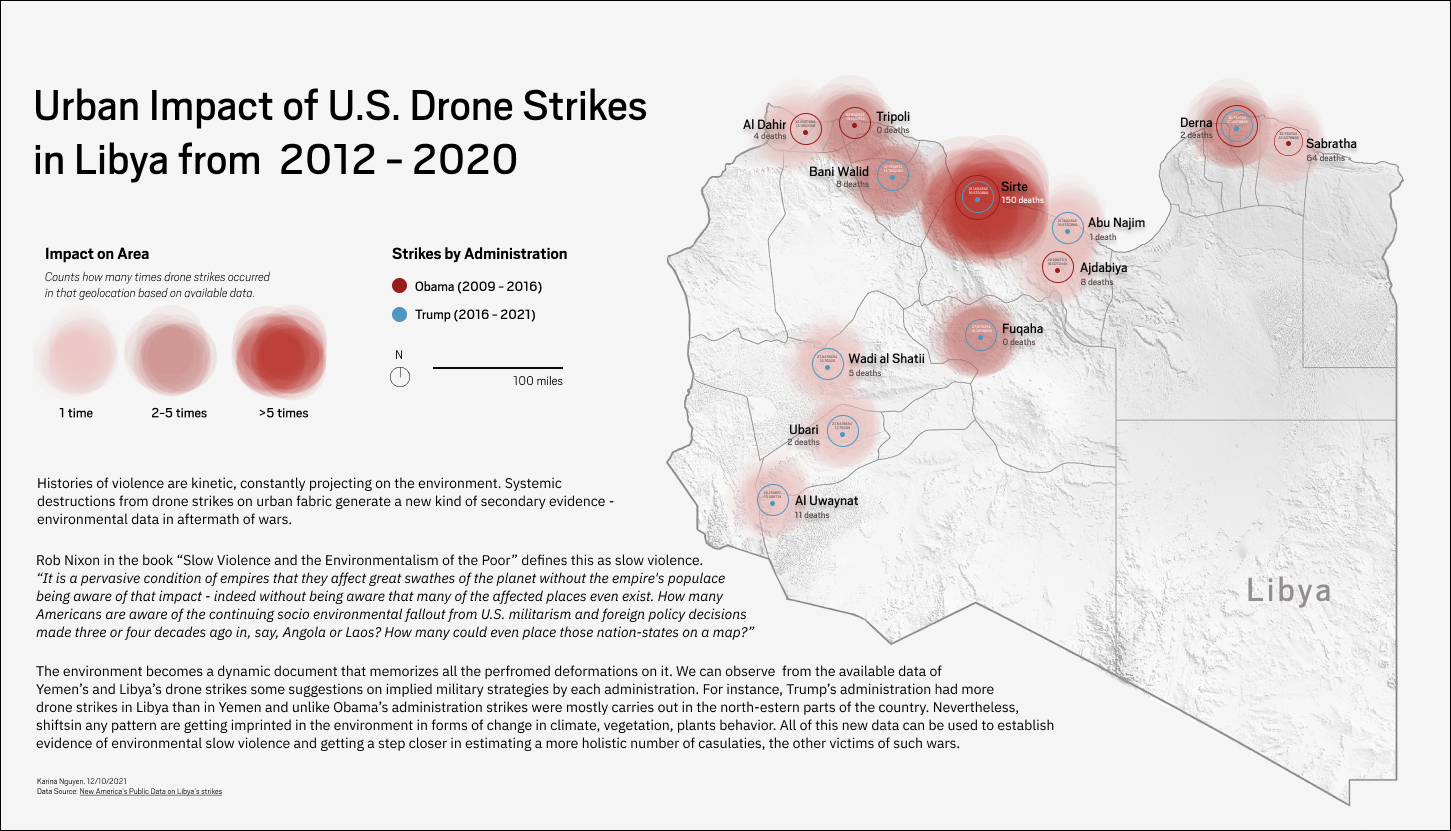 Urban Impact of U.S. Drone Strikes
in Libya from 2012 - 2020
Impact on Area
Counts how many times drone strikes occurred
in that geolocation based on available data.
1 time
2-5 times
>5 times
Strikes by Administration
Obama (2009 - 2016)
Trump (2016 - 2021)
N
100 miles
Histories of violence are kinetic, constantly projecting on the environment. Systemic
destructions from drone strikes on urban fabric generate a new kind of secondary evidence -
environmental data in aftermath of wars.
Rob Nixon in the book “Slow Violence and the Environmentalism of the Poor” defines this as slow violence.
“It is a pervasive condition of empires that they affect great swathes of the planet without the empire's populace
being aware of that impact - indeed without being aware that many of the affected places even exist. How many
Americans are aware of the continuing socio environmental fallout from U.S. militarism and foreign policy decisions
made three or four decades ago in, say, Angola or Laos? How many could even place those nation-states on a map?”
The environment becomes a dynamic document that memorizes all the perfromed deformations on it. We can observe from the available data of
Yemen's and Libya's drone strikes some suggestions on implied military strategies by each administration. For instance, Trump's administration had more
drone strikes in Libya than in Yemen and unlike Obama's administration strikes were mostly carries out in the north-estern parts of the country. Nevertheless,
shiftsin any pattern are getting imprinted in the environment in forms of change in climate, vegetation, plants behavior. All of this new data can be used to establish
evidence of environmental slow violence and getting a step closer in estimating a more holistic number of casulaties, the other victims of such wars.
Karina Nguyen, 12/10/2021
Data Source: New America's Public Data on Libya's strikes
Al Dahir
4 deaths
Tripoli
0 deaths
Bani Walid
8 deaths
Sirte
150 deaths
Derna
2 deaths
Sabratha
64 deaths
Abu Najim
1 death
Ajdabiya
8 deaths
Fuqaha
0 deaths
Wadi al Shatii
5 deaths
Ubari
2 deaths
Al Uwaynat
11 deaths
Libya